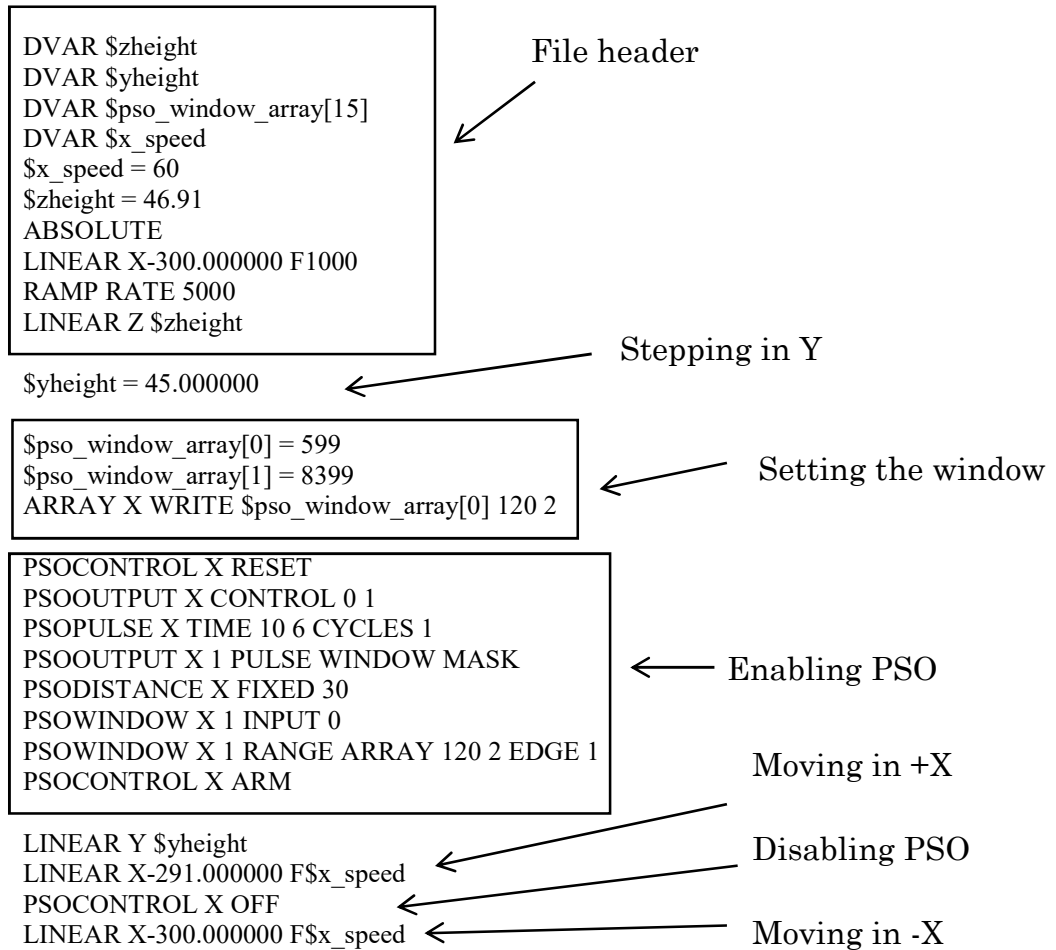 DVAR $zheight
File header
DVAR $yheight
DVAR $pso_window_array[15]
DVAR $x_speed
$x_speed = 60
$zheight = 46.91
ABSOLUTE
LINEAR X-300.000000 F1000
RAMP RATE 5000
LINEAR Z $zheight
Stepping in Y
$yheight = 45.000000
$pso_window_array[0] = 599
$pso_window_array[1] = 8399
ARRAY X WRITE $pso_window_array[0] 120 2
Setting the window
PSOCONTROL X RESET
PSOOUTPUT X CONTROL 0 1
PSOPULSE X TIME 10 6 CYCLES 1
PSOOUTPUT X 1 PULSE WINDOW MASK
PSODISTANCE X FIXED 30
PSOWINDOW X 1 INPUT 0
PSOWINDOW X 1 RANGE ARRAY 120 2 EDGE 1
PSOCONTROL X ARM
Enabling PSO
Moving in +X
LINEAR Y $yheight
LINEAR X-291.000000 F$x_speed
Disabling PSO
PSOCONTROL X OFF
LINEAR X-300.000000 F$x_speed
Moving in -X